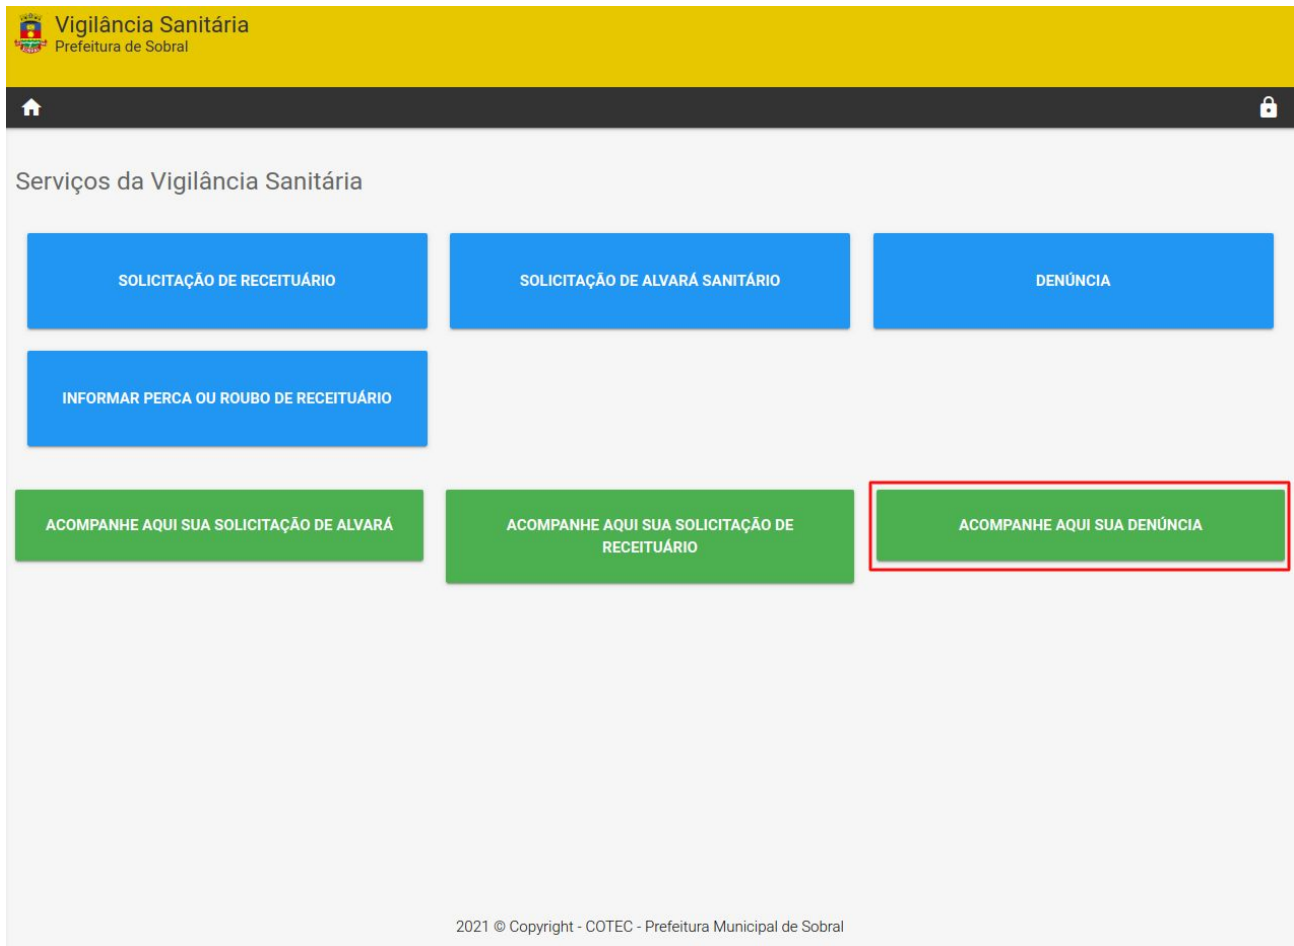 Vigilância Sanitária
Prefeitura de Sobral
Serviços da Vigilância Sanitária
SOLICITAÇÃO DE RECEITUÁRIO
SOLICITAÇÃO DE ALVARÁ SANITÁRIO
DENÚNCIA
INFORMAR PERCA OU ROUBO DE RECEITUÁRIO
ACOMPANHE AQUI SUA SOLICITAÇÃO DE ALVARÁ
ACOMPANHE AQUI SUA SOLICITAÇÃO DE
RECEITUÁRIO
ACOMPANHE AQUI SUA DENÚNCIA
2021 © Copyright - COTEC - Prefeitura Municipal de Sobral